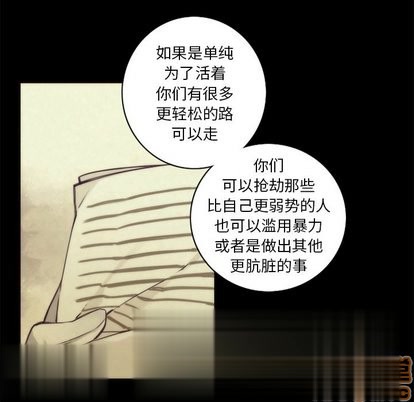 如果是单纯
为了活着
你们有很多
更轻松的路
可以走
你们
可以抢劫那些
比自己更弱势的人
也可以滥用暴力
或者是做出其他
更肮脏的事